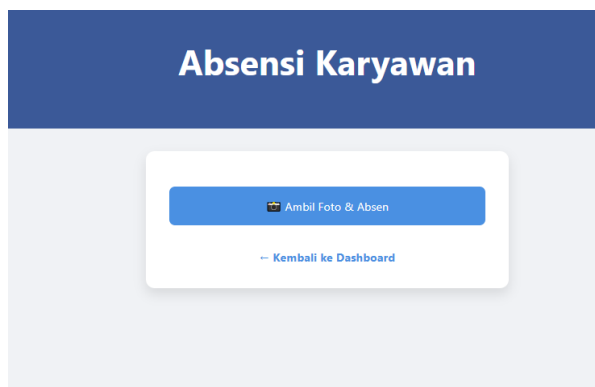 Absensi Karyawan
📸 Ambil Foto & Absen
← Kembali ke Dashboard